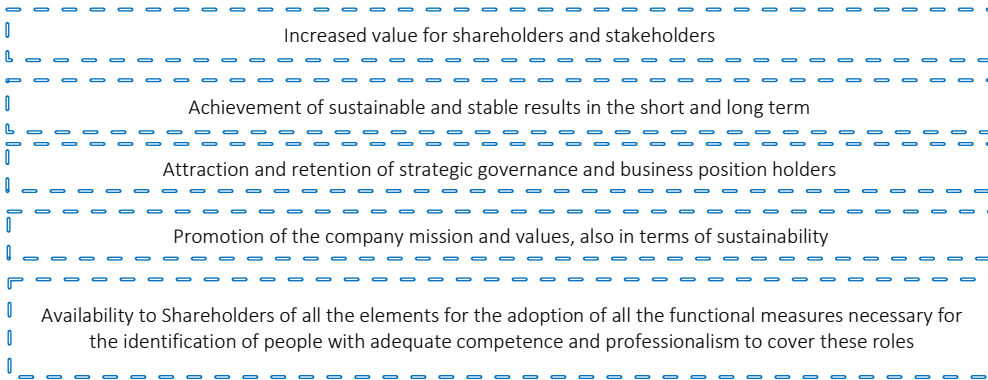 Increased value for shareholders and stakeholders
Achievement of sustainable and stable results in the short and long term
Attraction and retention of strategic governance and business position holders
Promotion of the company mission and values, also in terms of sustainability
Availability to Shareholders of all the elements for the adoption of all the functional measures necessary for
the identification of people with adequate competence and professionalism to cover these roles